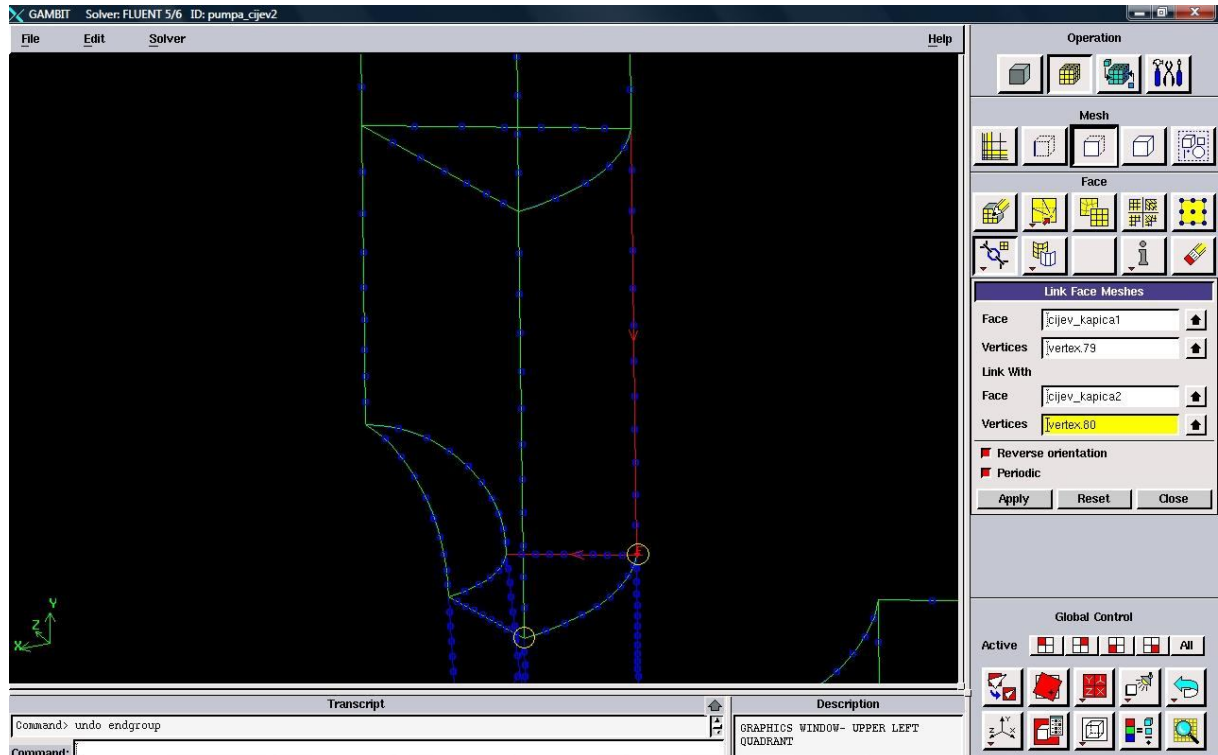 GAMBIT Solver: FLUENT 5/6 ID: pumpa_cijev2
File Edit Solver Help
Operation
Mesh
Face
Link Face Meshes
Face cijev_kapica1
Vertices vertex.79
Link With
Face cijev_kapica2
Vertices vertex.80
Reverse orientation
Periodic
Apply Reset Close
Y
Z
X
Global Control
Active All
Transcript
Command> undo endgroup
Command:
Description
GRAPHICS WINDOW- UPPER LEFT
QUADRANT